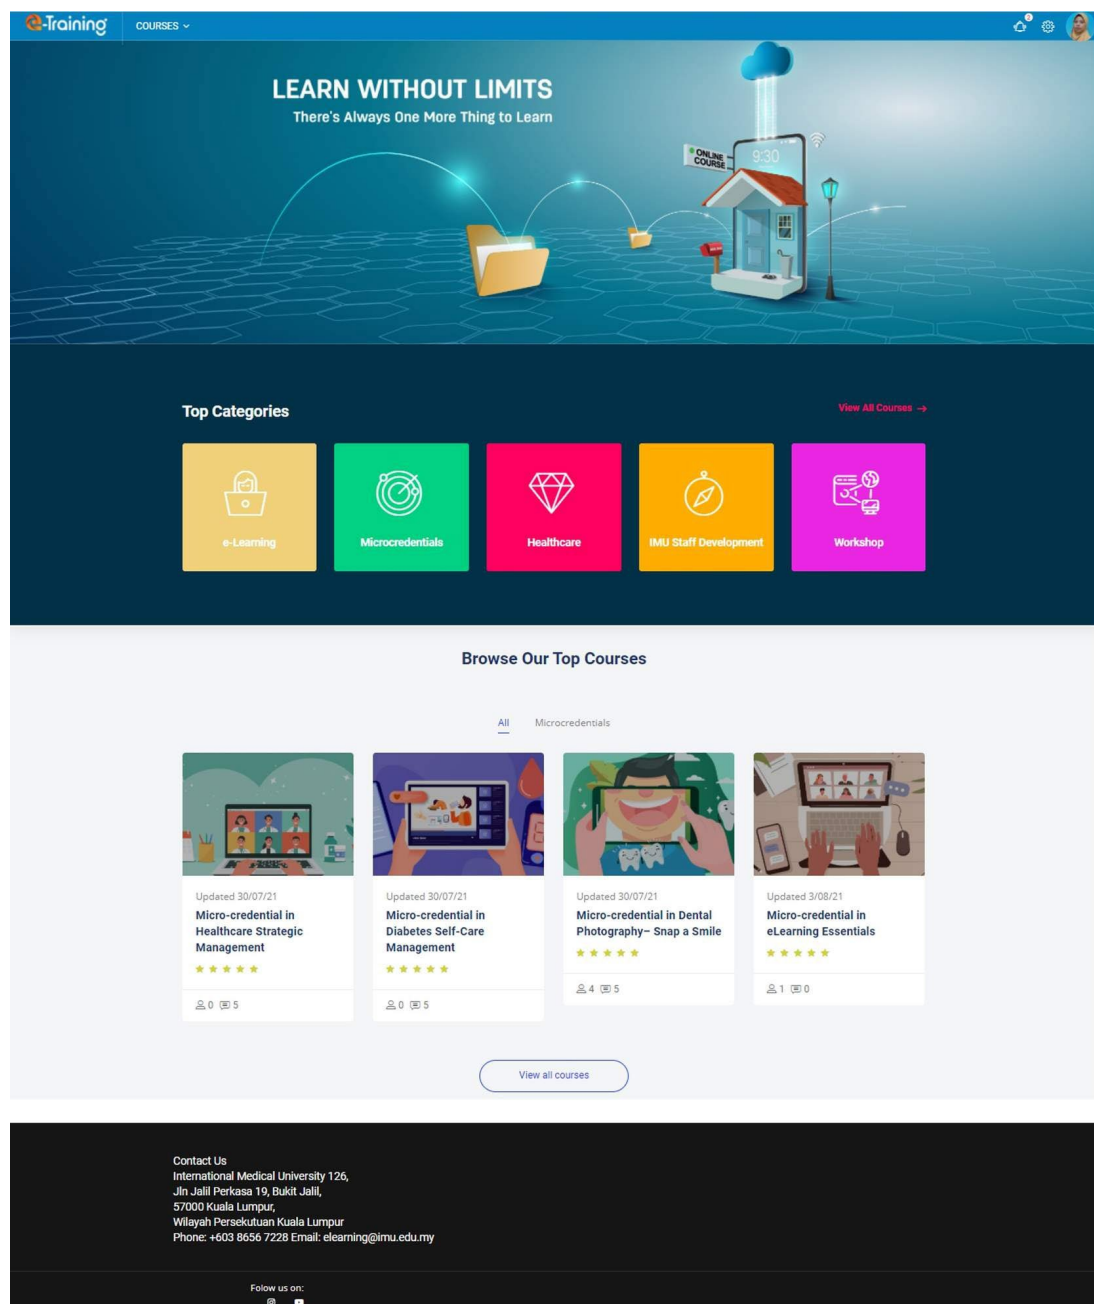 e-Training
COURSES
LEARN WITHOUT LIMITS
There's Always One More Thing to Learn
ONLINE
COURSE
9:30
Top Categories
View All Courses →
e-Learning
Microcredentials
Healthcare
IMU Staff Development
Workshop
Browse Our Top Courses
All
Microcredentials
Updated 30/07/21
Micro-credential in
Healthcare Strategic
Management
0 5
Updated 30/07/21
Micro-credential in
Diabetes Self-Care
Management
0 5
Updated 30/07/21
Micro-credential in Dental
Photography– Snap a Smile
4 5
Updated 3/08/21
Micro-credential in
eLearning Essentials
1 0
View all courses
Contact Us
International Medical University 126,
Jln Jalil Perkasa 19, Bukit Jalil,
57000 Kuala Lumpur,
Wilayah Persekutuan Kuala Lumpur
Phone: +603 8656 7228 Email: elearning@imu.edu.my
Folow us on: